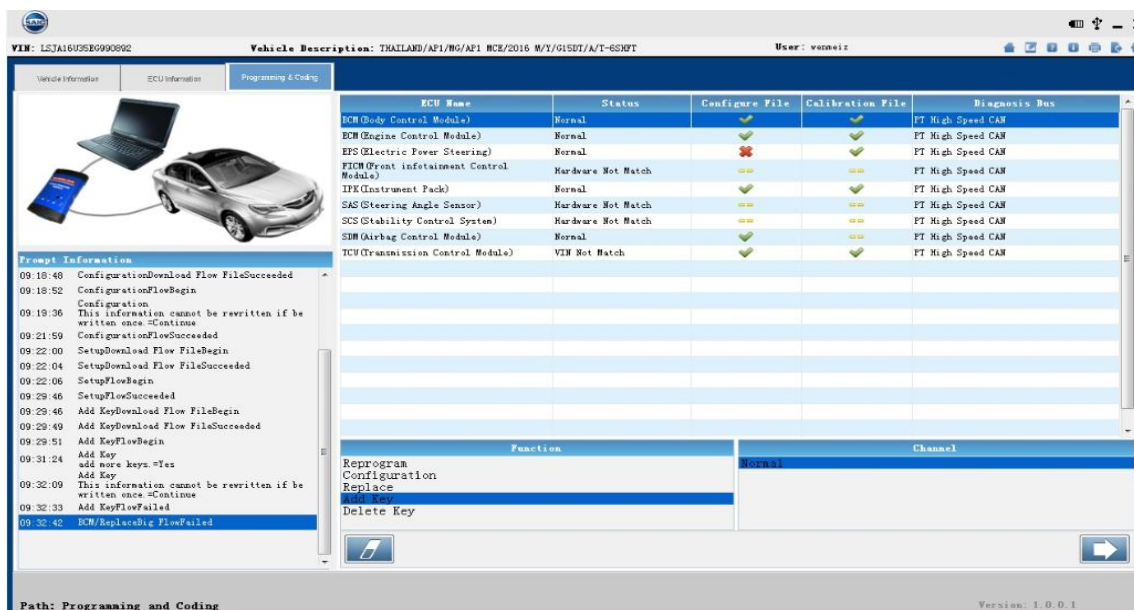 SAIC
VIN: LSJA16U35EG990892 Vehicle Description: THAILAND/AP1/MG/AP1 MCE/2016 M/Y/G15DT/A/T-6SHFT User: wenmeiz
Vehicle Information ECU Information Programming & Coding
ECU Name Status Configure File Calibration File Diagnosis Bus
BCM(Body Control Module) Normal PT High Speed CAN
ECM(Engine Control Module) Normal PT High Speed CAN
EPS(Electric Power Steering) Normal PT High Speed CAN
FICM(Front infotainment Control
Module) Hardware Not Match PT High Speed CAN
IPK(Instrument Pack) Normal PT High Speed CAN
SAS(Steering Angle Sensor) Hardware Not Match PT High Speed CAN
SCS(Stability Control System) Hardware Not Match PT High Speed CAN
SDM(Airbag Control Module) Normal PT High Speed CAN
TCU(Transmission Control Module) VIN Not Match PT High Speed CAN
Prompt Information
09:18:48 ConfigurationDownload Flow FileSucceeded
09:18:52 ConfigurationFlowBegin
Configuration
09:19:36 This information cannot be rewritten if be
written once.=Continue
09:21:59 ConfigurationFlowSucceeded
09:22:00 SetupDownload Flow FileBegin
09:22:04 SetupDownload Flow FileSucceeded
09:22:06 SetupFlowBegin
09:29:46 SetupFlowSucceeded
09:29:46 Add KeyDownload Flow FileBegin
09:29:49 Add KeyDownload Flow FileSucceeded
09:29:51 Add KeyFlowBegin
09:31:24 Add Key
add more keys.=Yes
Add Key
09:32:09 This information cannot be rewritten if be
written once.=Continue
09:32:33 Add KeyFlowFailed
09:32:42 BCM/ReplaceBig FlowFailed
Function
Reprogram
Configuration
Replace
Add Key
Delete Key
Channel
Normal
Path: Programming and Coding Version: 1.0.0.1